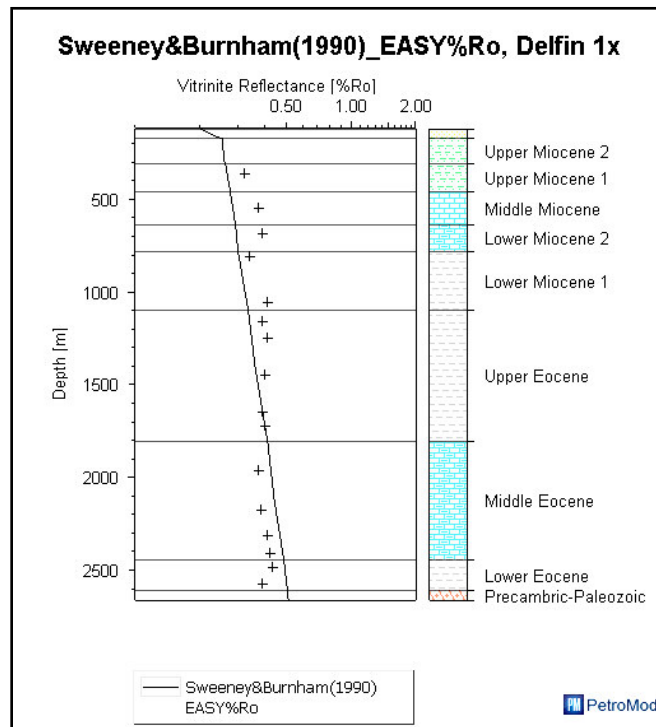 Sweeney&Burnham(1990)_EASY%Ro, Delfin 1x
Vitrinite Reflectance [%Ro]
0.50 1.00 2.00
Upper Miocene 2
Upper Miocene 1
500
Middle Miocene
Lower Miocene 2
Lower Miocene 1
1000
Depth [m]
Upper Eocene
1500
2000
Middle Eocene
2500
Lower Eocene
Precambric-Paleozoic
Sweeney&Burnham(1990)
EASY%Ro
PM PetroMod